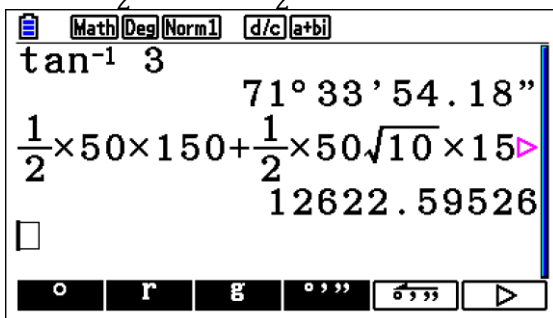 Math Deg Norm1 d/c a+bi
tan⁻¹ 3
71°33’54.18”
1/2×50×150+1/2×50√10×15▷
12622.59526
□
° r g °’” °’” ▷